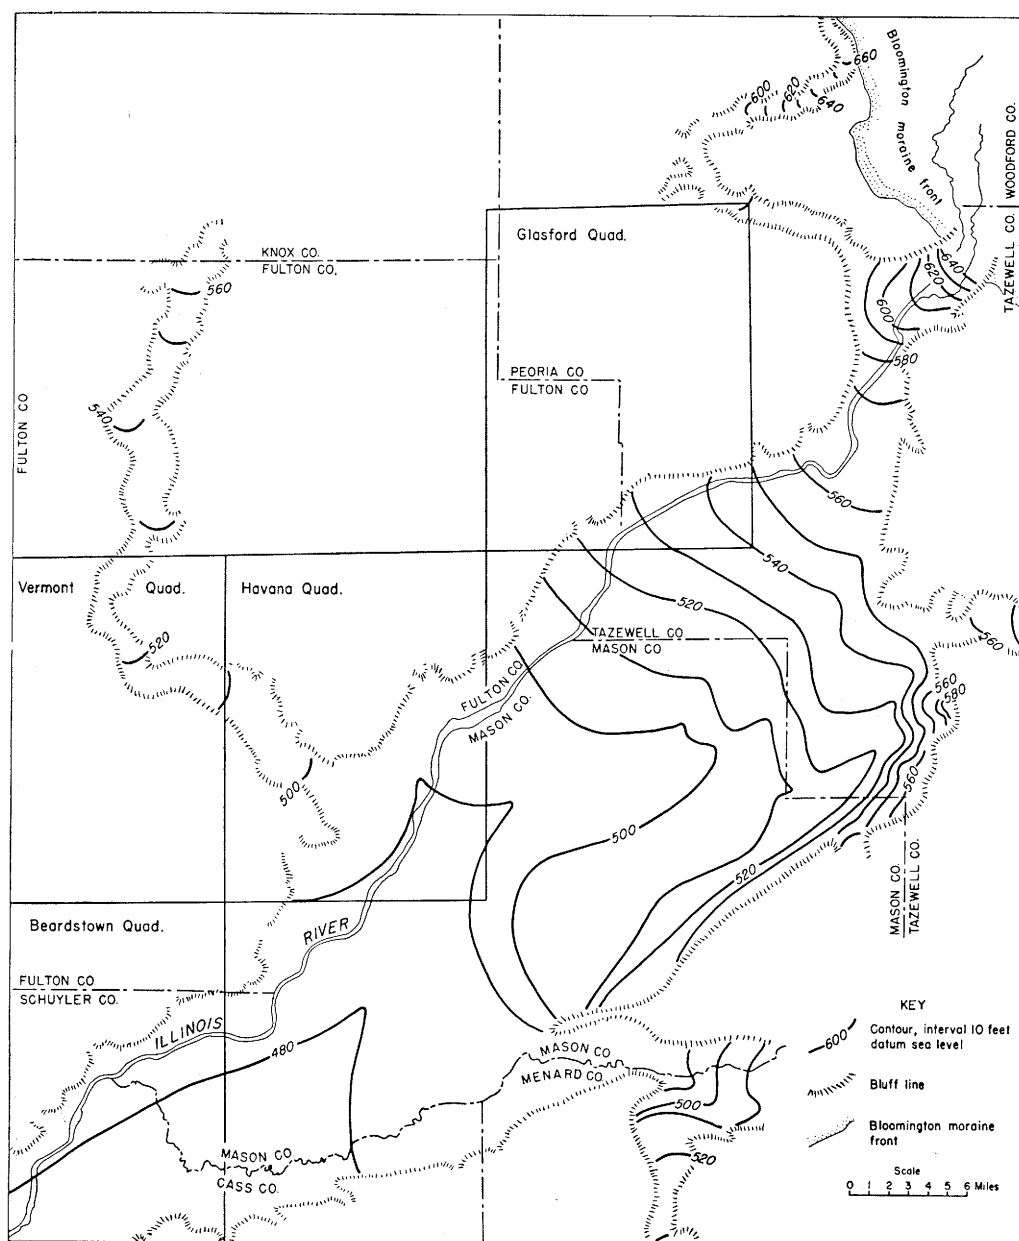 660
600
620
640
Bloomington moraine front
WOODFORD CO.
TAZEWELL CO.
Glasford Quad.
KNOX CO.
FULTON CO.
560
640
620
600
580
PEORIA CO
FULTON CO
FULTON CO
540
560
540
Vermont Quad.
Havana Quad.
520
520
TAZEWELL CO
MASON CO
560
FULTON CO.
MASON CO.
560
580
500
560
500
520
MASON CO.
TAZEWELL CO.
Beardstown Quad.
RIVER
FULTON CO
SCHUYLER CO.
ILLINOIS
480
MASON CO
MENARD CO.
500
520
MASON CO
CASS CO.
KEY
600
Contour, interval 10 feet
datum sea level
Bluff line
Bloomington moraine
front
Scale
0 1 2 3 4 5 6 Miles